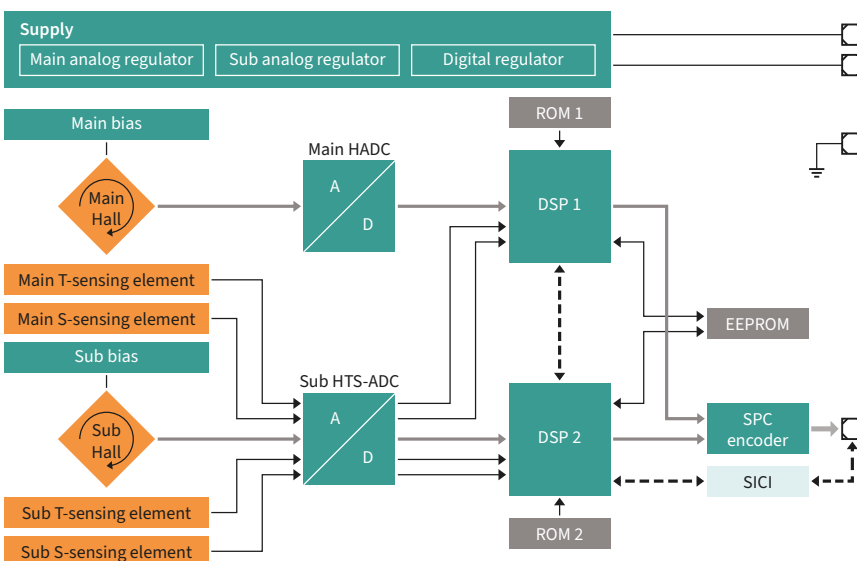 Supply
Main analog regulator
Sub analog regulator
Digital regulator
Main bias
ROM 1
Main HADC
Main
Hall
A
D
DSP 1
Main T-sensing element
Main S-sensing element
EEPROM
Sub bias
Sub HTS-ADC
Sub
Hall
A
D
DSP 2
SPC
encoder
SICI
Sub T-sensing element
ROM 2
Sub S-sensing element